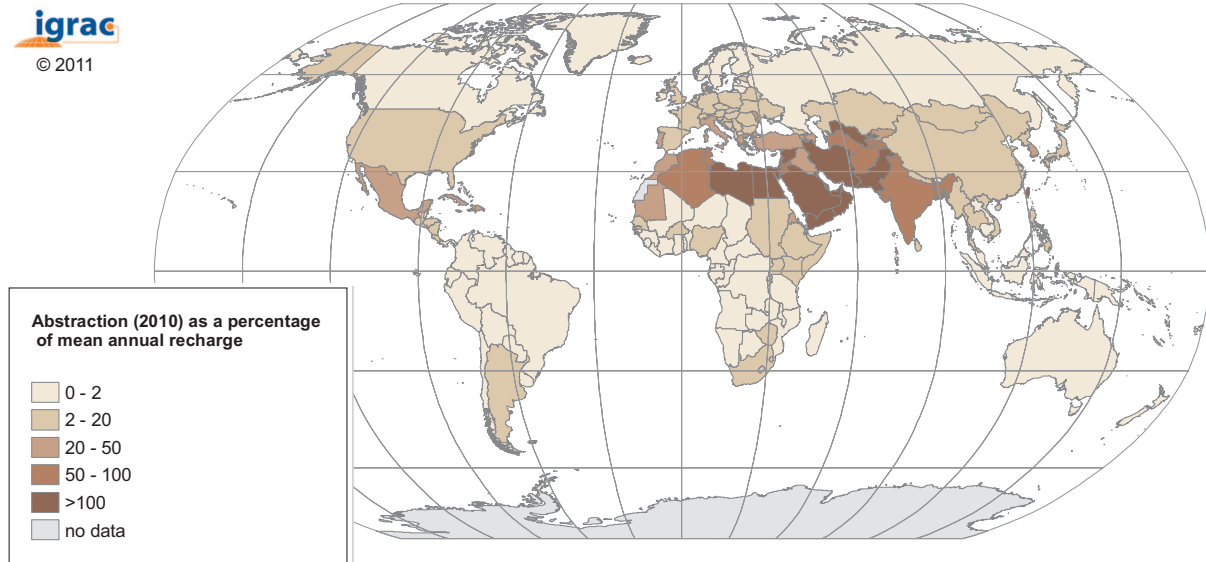 igrac
© 2011
Abstraction (2010) as a percentage
of mean annual recharge
0 - 2
2 - 20
20 - 50
50 - 100
>100
no data